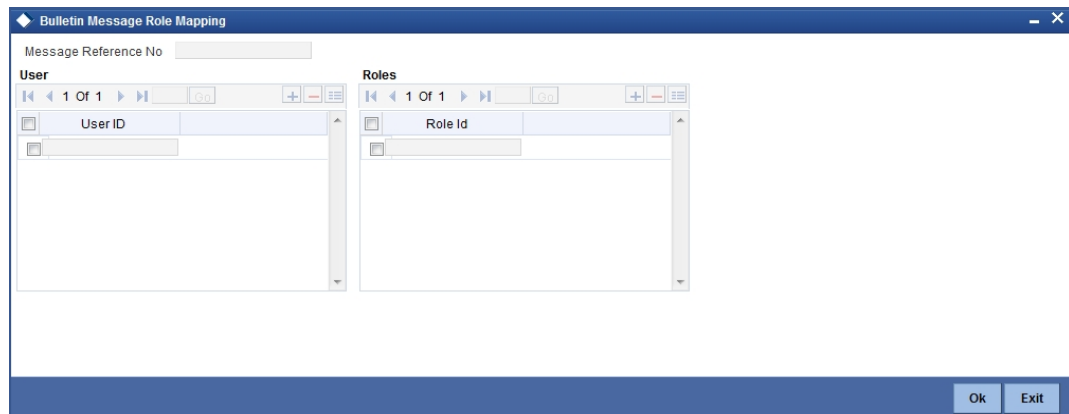 Bulletin Message Role Mapping
Message Reference No
User
1 Of 1 Go
User ID
Roles
1 Of 1 Go
Role Id
Ok Exit